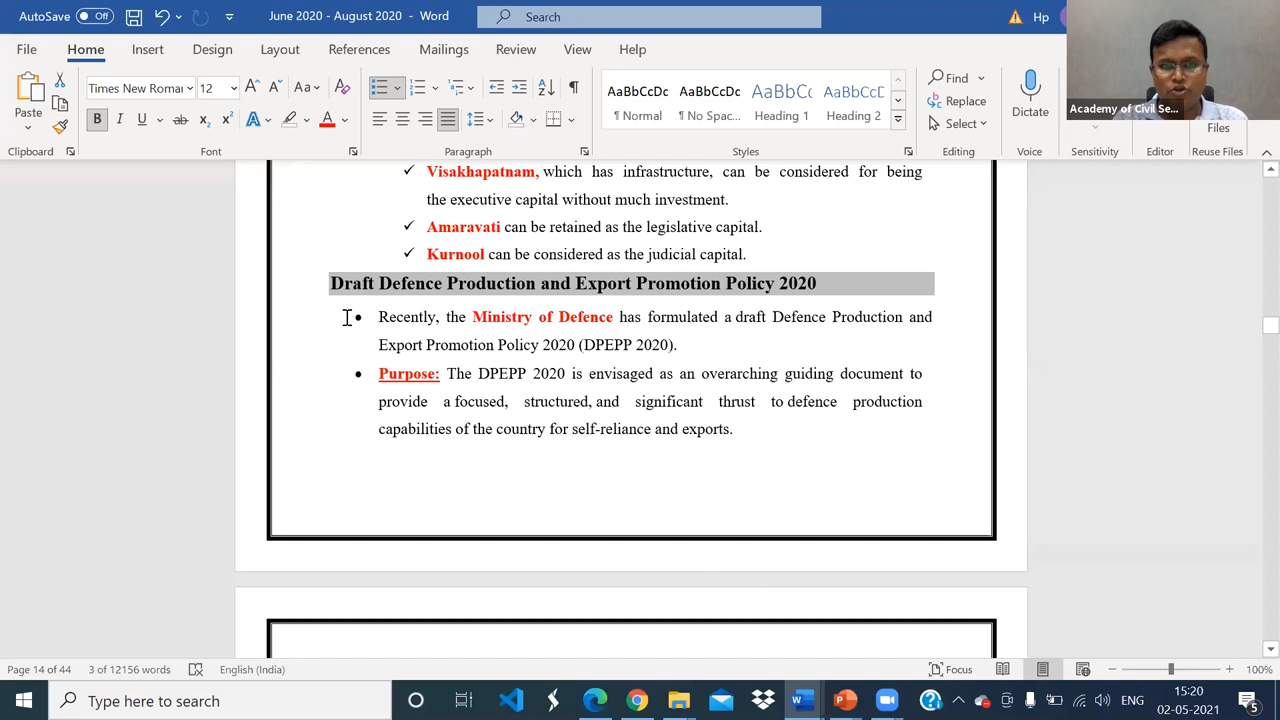 AutoSave Off June 2020 - August 2020 - Word Search Hp
File Home Insert Design Layout References Mailings Review View Help
Paste
Times New Roma 12
AaBbCcDc AaBbCcDc AaBbCc AaBbCcD
¶ Normal ¶ No Spac... Heading 1 Heading 2
Find
Replace
Select
Dictate
Academy of Civil Se...
Files
Clipboard Font Paragraph Styles Editing Voice Sensitivity Editor Reuse Files
✓ Visakhapatnam, which has infrastructure, can be considered for being
the executive capital without much investment.
✓ Amaravati can be retained as the legislative capital.
✓ Kurnool can be considered as the judicial capital.
Draft Defence Production and Export Promotion Policy 2020
• Recently, the Ministry of Defence has formulated a draft Defence Production and
Export Promotion Policy 2020 (DPEPP 2020).
• Purpose: The DPEPP 2020 is envisaged as an overarching guiding document to
provide a focused, structured, and significant thrust to defence production
capabilities of the country for self-reliance and exports.
Page 14 of 44 3 of 12156 words English (India) Focus 100%
Type here to search ENG 15:20
02-05-2021 5